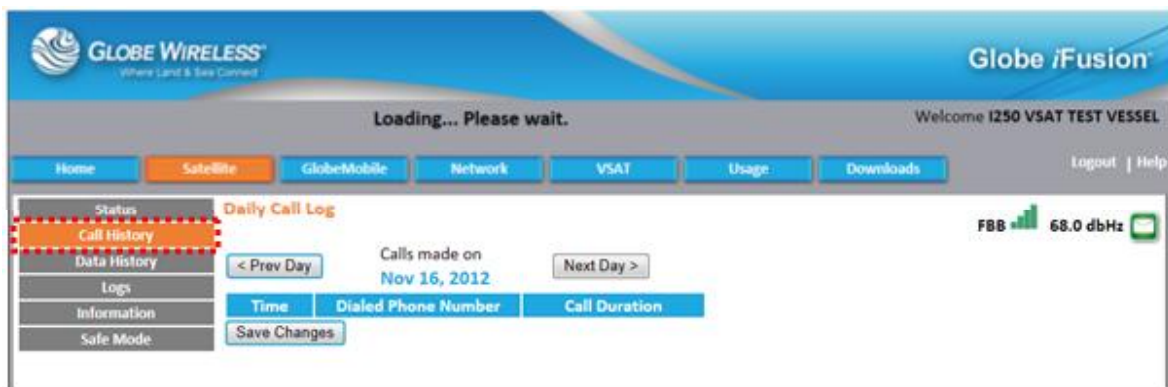 GLOBE WIRELESS
Where Land & Sea Connect
Globe iFusion
Loading... Please wait.
Welcome I250 VSAT TEST VESSEL
Home
Satellite
GlobeMobile
Network
VSAT
Usage
Downloads
Logout | Help
Status
Call History
Data History
Logs
Information
Safe Mode
Daily Call Log
FBB 68.0 dbHz
< Prev Day
Calls made on
Nov 16, 2012
Next Day >
Time Dialed Phone Number Call Duration
Save Changes